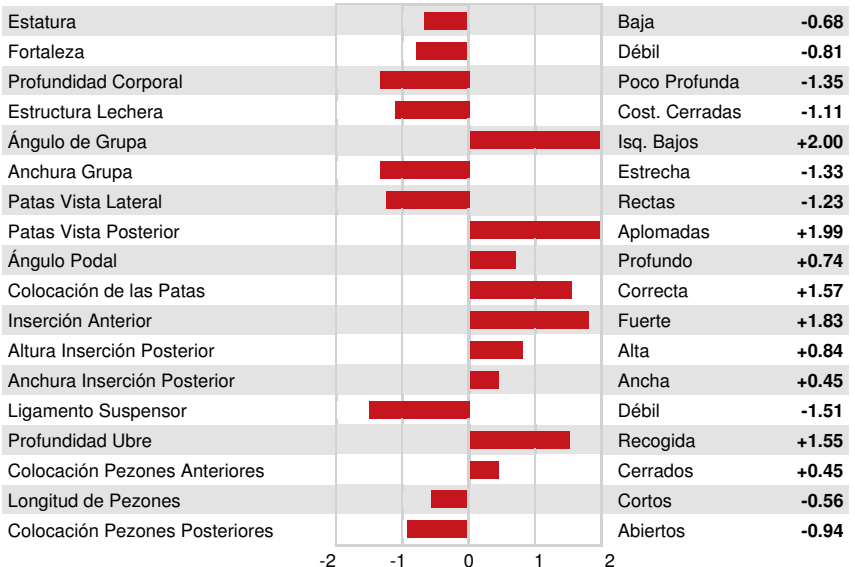 Estatura Baja -0.68
Fortaleza Débil -0.81
Profundidad Corporal Poco Profunda -1.35
Estructura Lechera Cost. Cerradas -1.11
Ángulo de Grupa Isq. Bajos +2.00
Anchura Grupa Estrecha -1.33
Patas Vista Lateral Rectas -1.23
Patas Vista Posterior Aplomadas +1.99
Ángulo Podal Profundo +0.74
Colocación de las Patas Correcta +1.57
Inserción Anterior Fuerte +1.83
Altura Inserción Posterior Alta +0.84
Anchura Inserción Posterior Ancha +0.45
Ligamento Suspensor Débil -1.51
Profundidad Ubre Recogida +1.55
Colocación Pezones Anteriores Cerrados +0.45
Longitud de Pezones Cortos -0.56
Colocación Pezones Posteriores Abiertos -0.94
-2 -1 0 1 2